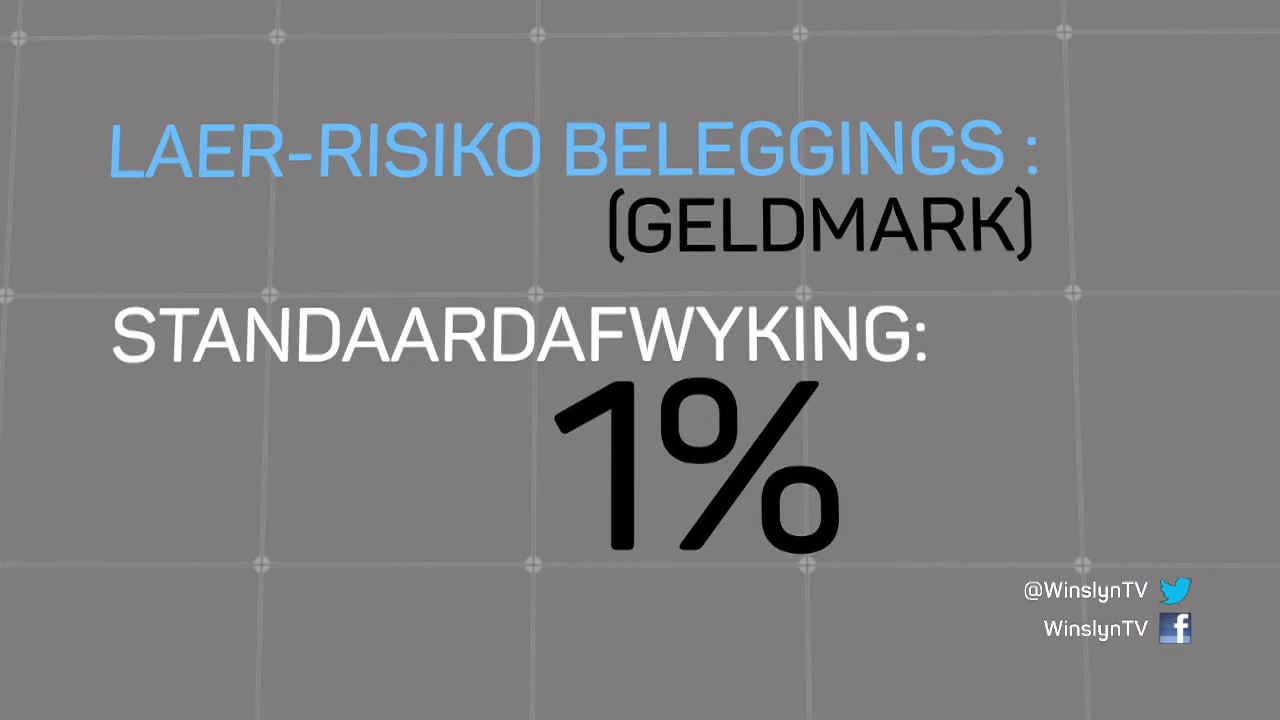 LAER-RISIKO BELEGGINGS :
(GELDMARK)
STANDAARDAFWYKING:
1%
@WinslynTV
WinslynTV